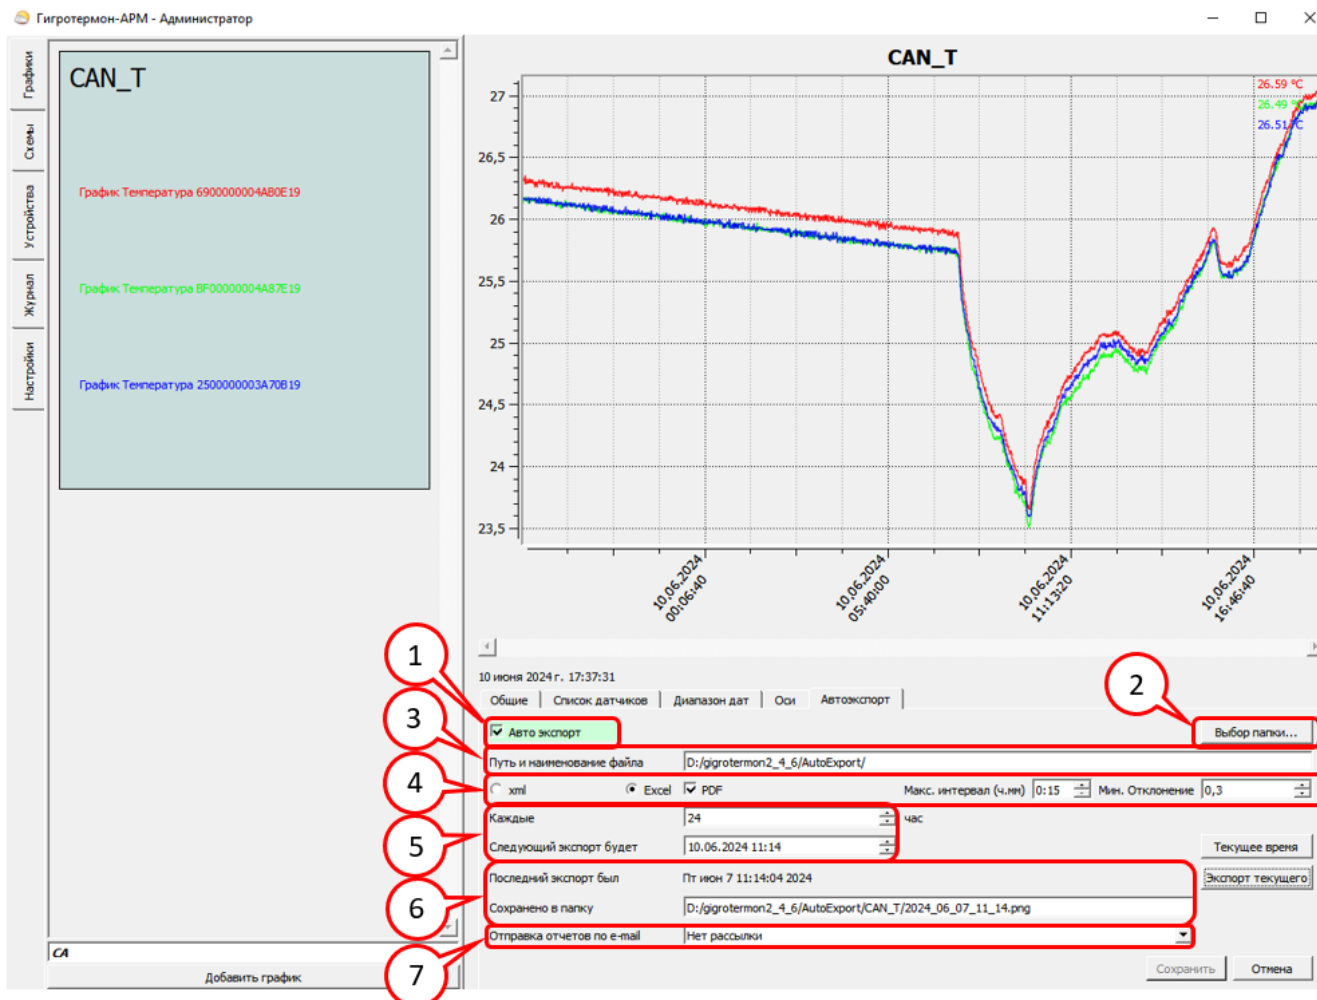 Гигротермон-АРМ - Администратор
Графики
Схемы
Устройства
Журнал
Настройки
CAN_T
График Температура 6900000004AB0E19
График Температура BF00000004A87E19
График Температура 2500000003A70B19
CA
Добавить график
CAN_T
26.59 °C
26.49 °C
26.51 °C
27
26,5
26
25,5
25
24,5
24
23,5
10.06.2024
00:06:40
10.06.2024
05:40:00
10.06.2024
11:13:20
10.06.2024
16:46:40
10 июня 2024 г. 17:37:31
Общие Список датчиков Диапазон дат Оси Автоэкспорт
1
Авто экспорт
2
Выбор папки...
3
Путь и наименование файла D:/gigrotermon2_4_6/AutoExport/
4
xml Excel PDF Макс. интервал (ч.мм) 0:15 Мин. Отклонение 0,3
5
Каждые 24 час
Следующий экспорт будет 10.06.2024 11:14 Текущее время
6
Последний экспорт был Пт июн 7 11:14:04 2024 Экспорт текущего
Сохранено в папку D:/gigrotermon2_4_6/AutoExport/CAN_T/2024_06_07_11_14.png
7
Отправка отчетов по e-mail Нет рассылки
Сохранить Отмена